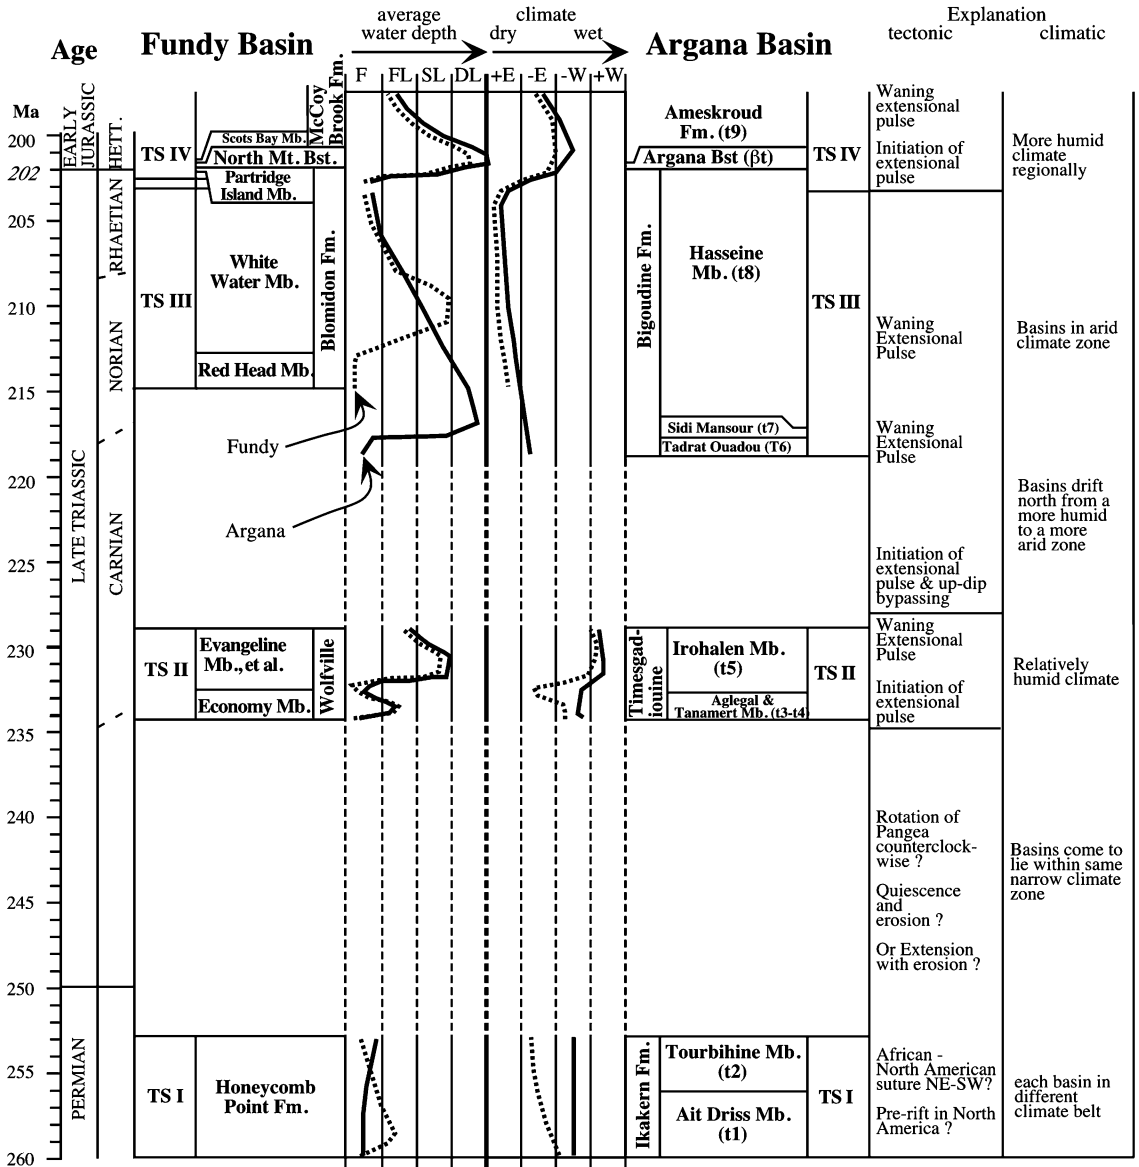 Age
Fundy Basin
average
water depth
climate
dry
wet
Argana Basin
Explanation
tectonic
climatic
F
FL
SL
DL
+E
-E
-W
+W
Ma
200
202
205
210
215
220
225
230
235
240
245
250
255
260
EARLY
JURASSIC
LATE TRIASSIC
PERMIAN
HETT.
RHAETIAN
NORIAN
CARNIAN
TS IV
Scots Bay Mb.
North Mt. Bst.
McCoy
Brook Fm.
Partridge
Island Mb.
TS III
White
Water Mb.
Red Head Mb.
Blomidon Fm.
Fundy
Argana
TS II
Evangeline
Mb., et al.
Economy Mb.
Wolfville
TS I
Honeycomb
Point Fm.
Ameskroud
Fm. (t9)
Argana Bst (βt)
TS IV
Bigoudine Fm.
Hasseine
Mb. (t8)
TS III
Sidi Mansour (t7)
Tadrat Ouadou (T6)
Timesgad-
iouine
Irohalen Mb.
(t5)
Aglegal &
Tanamert Mb. (t3-t4)
TS II
Ikakern Fm.
Tourbihine Mb.
(t2)
Ait Driss Mb.
(t1)
TS I
Waning
extensional
pulse
Initiation of
extensional
pulse
Waning
Extensional
Pulse
Waning
Extensional
Pulse
Initiation of
extensional
pulse & up-dip
bypassing
Waning
Extensional
Pulse
Initiation of
extensional
pulse
Rotation of
Pangea
counterclock-
wise ?
Quiescence
and
erosion ?
Or Extension
with erosion ?
African -
North American
suture NE-SW?
Pre-rift in North
America ?
More humid
climate
regionally
Basins in arid
climate zone
Basins drift
north from a
more humid
to a more
arid zone
Relatively
humid climate
Basins come to
lie within same
narrow climate
zone
each basin in
different
climate belt